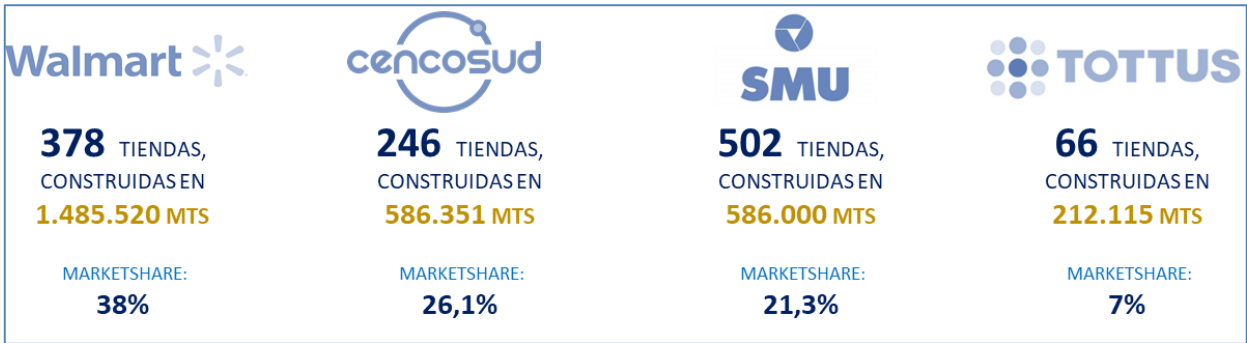 Walmart
378 TIENDAS,
CONSTRUIDAS EN
1.485.520 MTS
MARKETSHARE:
38%
cencosud
246 TIENDAS,
CONSTRUIDAS EN
586.351 MTS
MARKETSHARE:
26,1%
SMU
502 TIENDAS,
CONSTRUIDAS EN
586.000 MTS
MARKETSHARE:
21,3%
TOTTUS
66 TIENDAS,
CONSTRUIDAS EN
212.115 MTS
MARKETSHARE:
7%